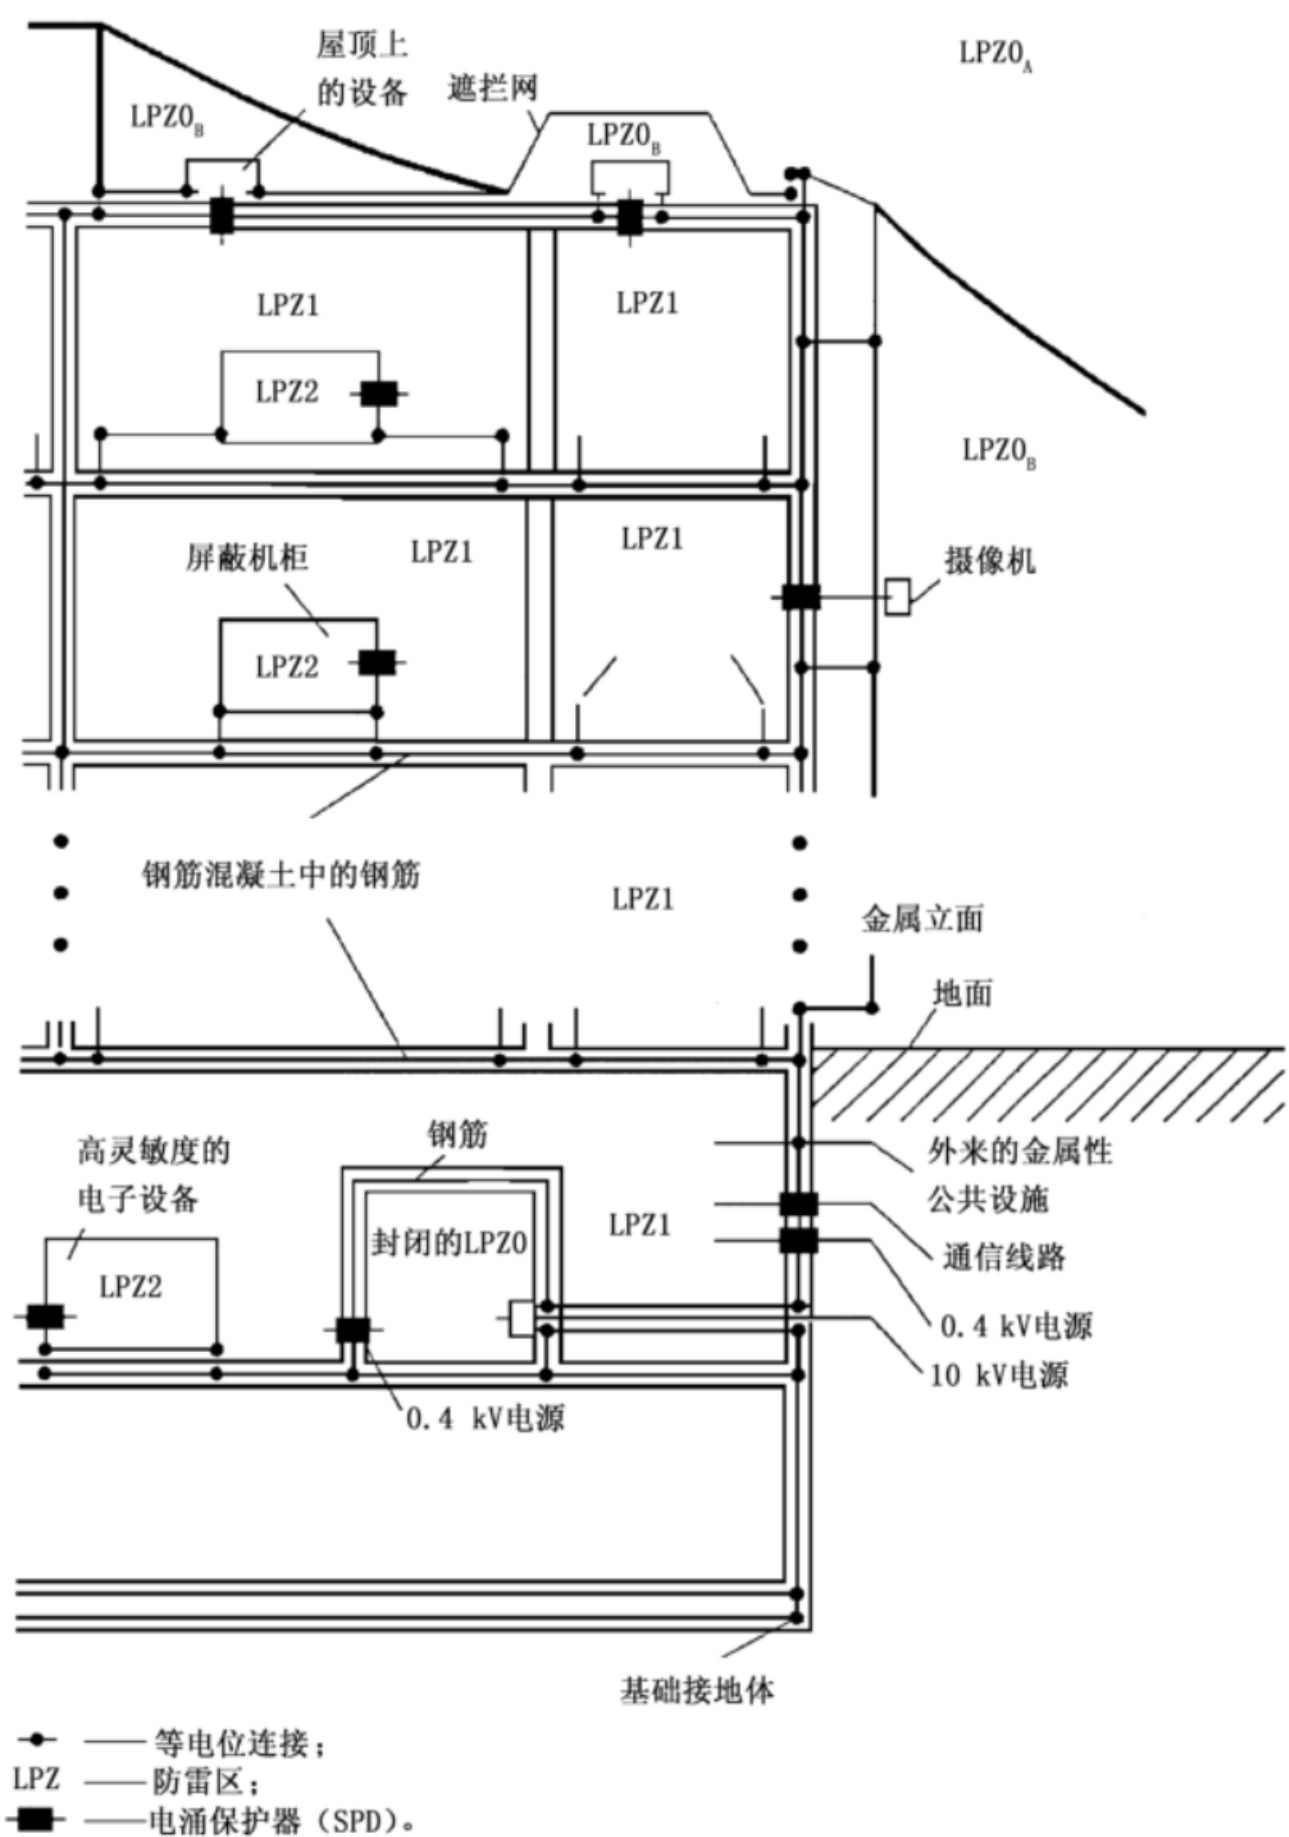 屋顶上
的设备
遮拦网
LPZ0A
LPZ0B
LPZ0B
LPZ1
LPZ1
LPZ2
LPZ0B
屏蔽机柜
LPZ1
LPZ1
摄像机
LPZ2
钢筋混凝土中的钢筋
LPZ1
金属立面
地面
高灵敏度的
电子设备
钢筋
外来的金属性
公共设施
封闭的LPZ0
LPZ1
通信线路
LPZ2
0.4 kV电源
10 kV电源
0.4 kV电源
基础接地体
——等电位连接；
LPZ ——防雷区；
——电涌保护器（SPD）。